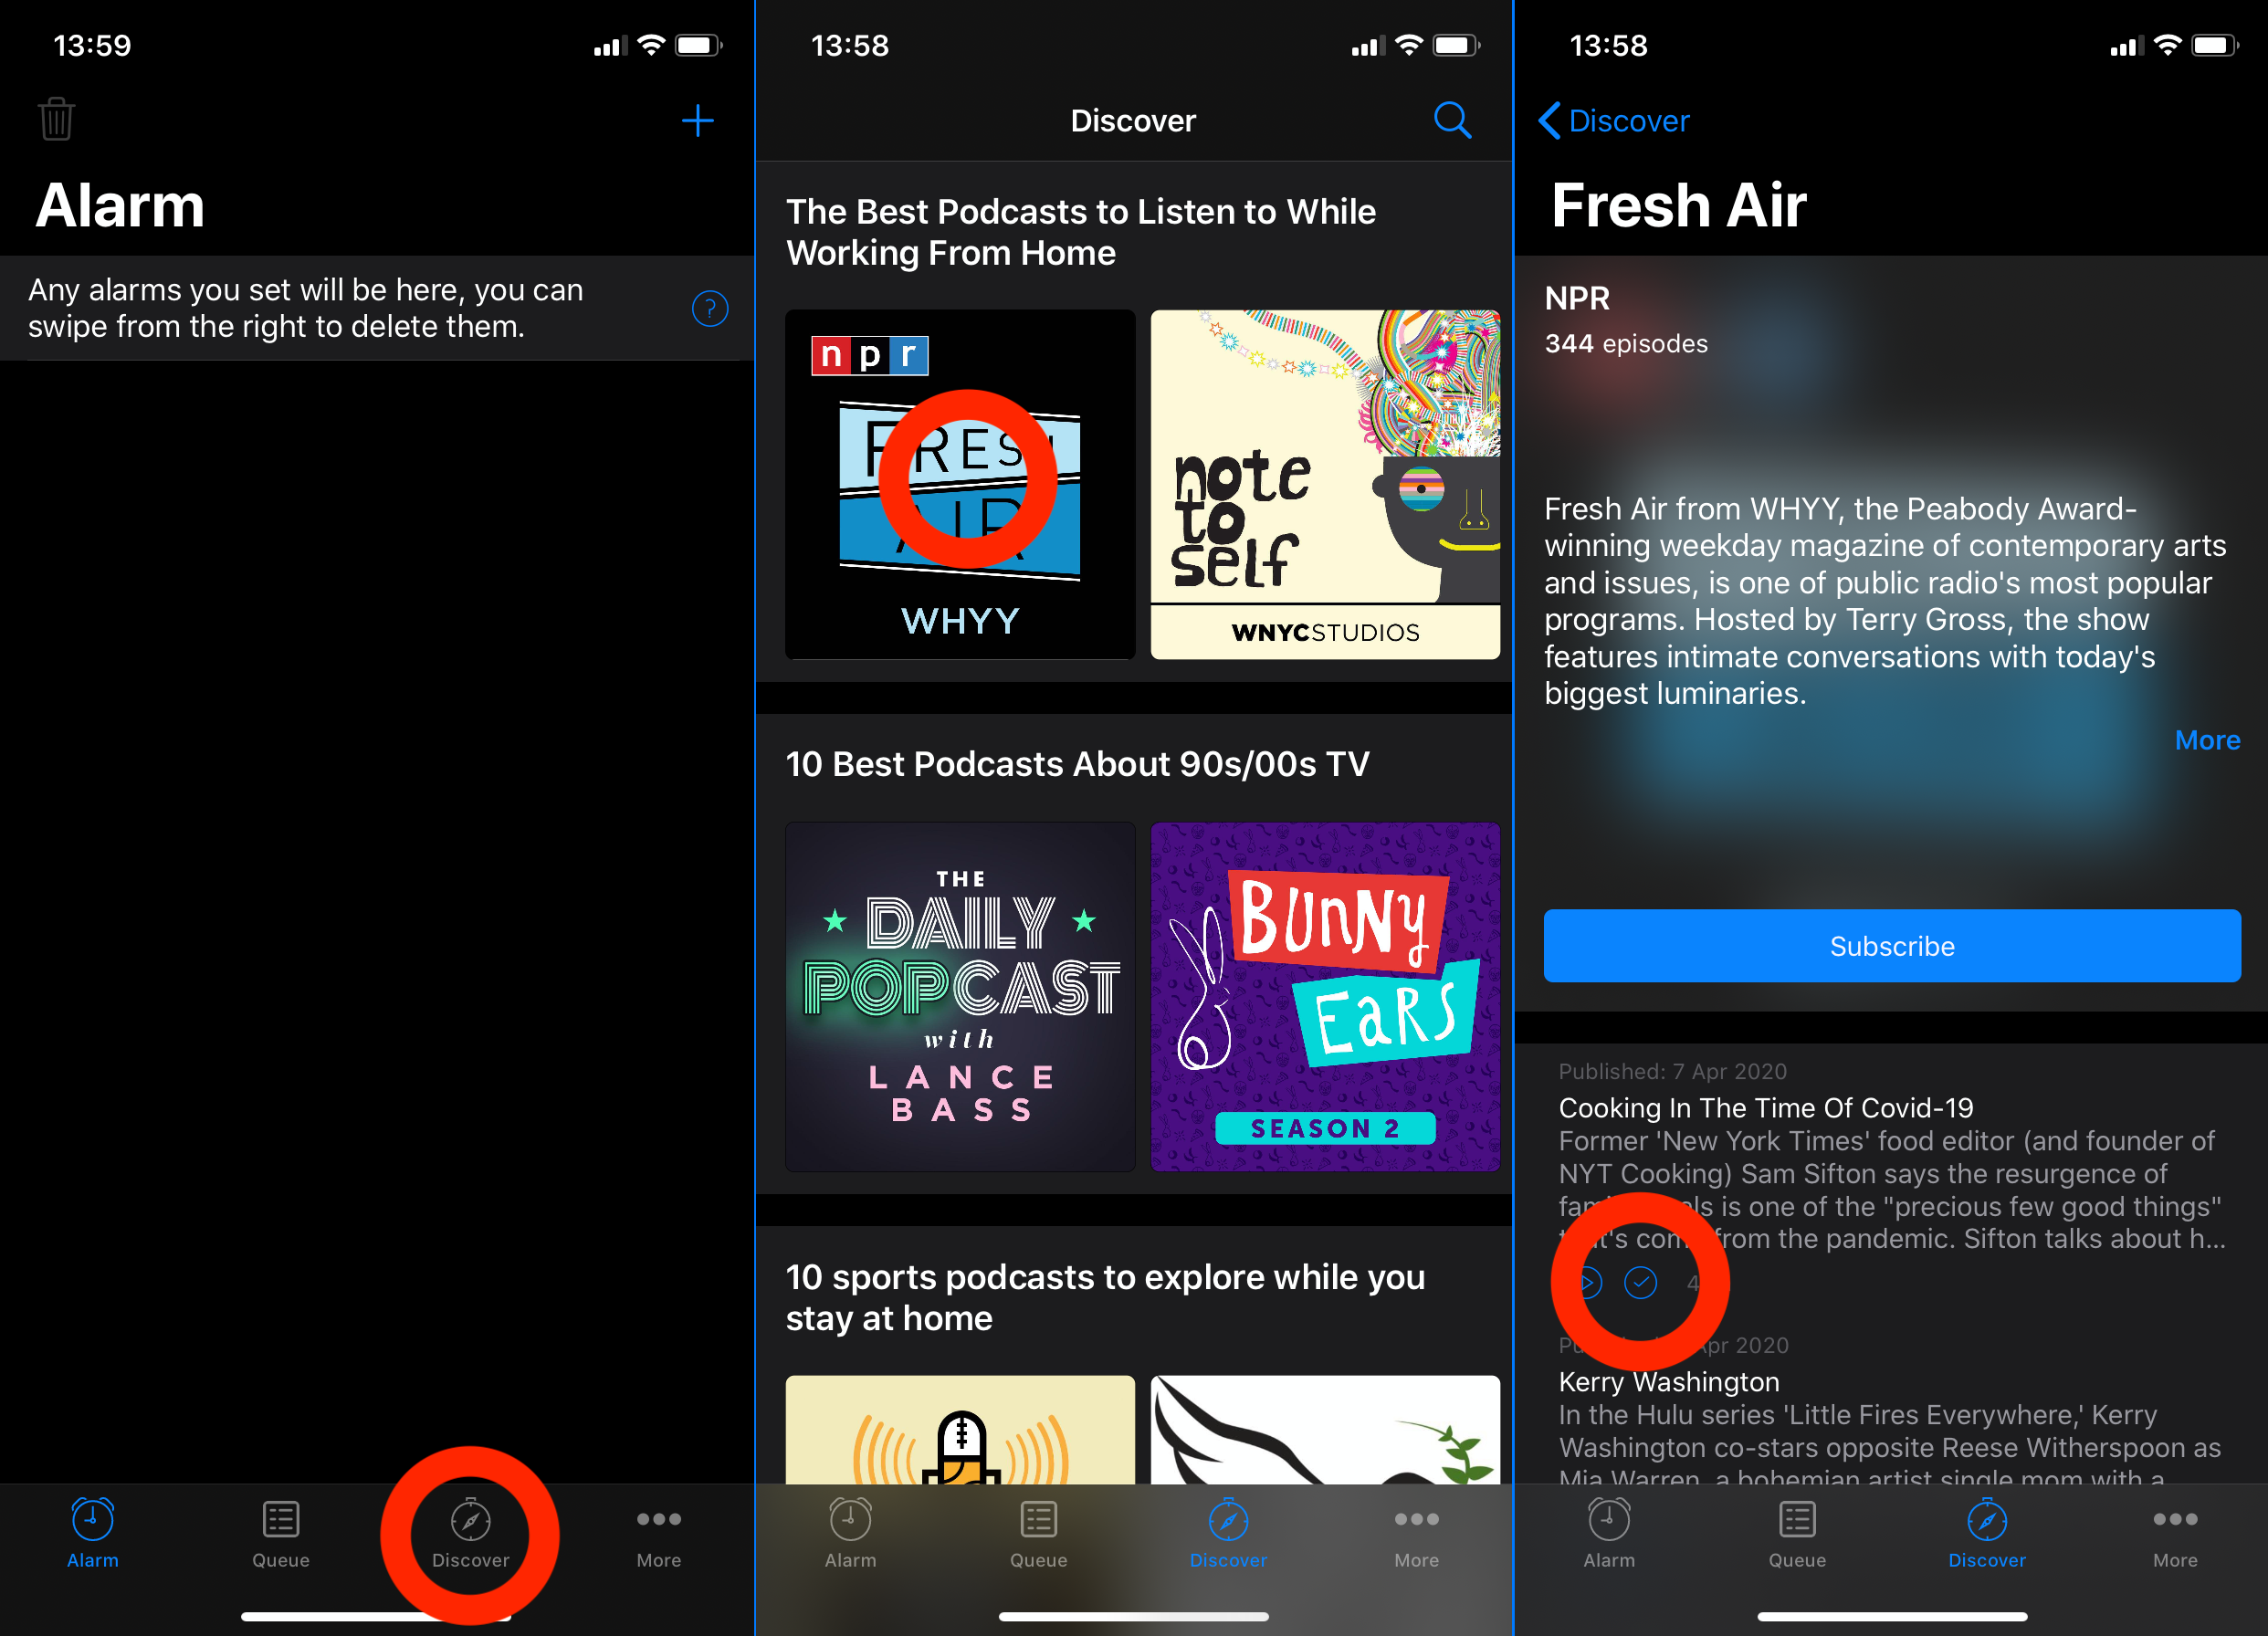 13:59
Alarm
Any alarms you set will be here, you can
swipe from the right to delete them.
?
Alarm
Queue
Discover
More
13:58
Discover
The Best Podcasts to Listen to While
Working From Home
npr
FRESH
AIR
WHYY
note
to
self
WNYCSTUDIOS
10 Best Podcasts About 90s/00s TV
THE
DAILY
POPCAST
with
LANCE
BASS
BUnNy
EaRS
SEASON 2
10 sports podcasts to explore while you
stay at home
Alarm
Queue
Discover
More
13:58
Discover
Fresh Air
NPR
344 episodes
Fresh Air from WHYY, the Peabody Award-
winning weekday magazine of contemporary arts
and issues, is one of public radio's most popular
programs. Hosted by Terry Gross, the show
features intimate conversations with today's
biggest luminaries.
More
Subscribe
Published: 7 Apr 2020
Cooking In The Time Of Covid-19
Former 'New York Times' food editor (and founder of
NYT Cooking) Sam Sifton says the resurgence of
is one of the "precious few good things"
from the pandemic. Sifton talks about h...
Apr 2020
Kerry Washington
In the Hulu series 'Little Fires Everywhere,' Kerry
Washington co-stars opposite Reese Witherspoon as
Mia Warren, a bohemian artist single mom with a
Alarm
Queue
Discover
More